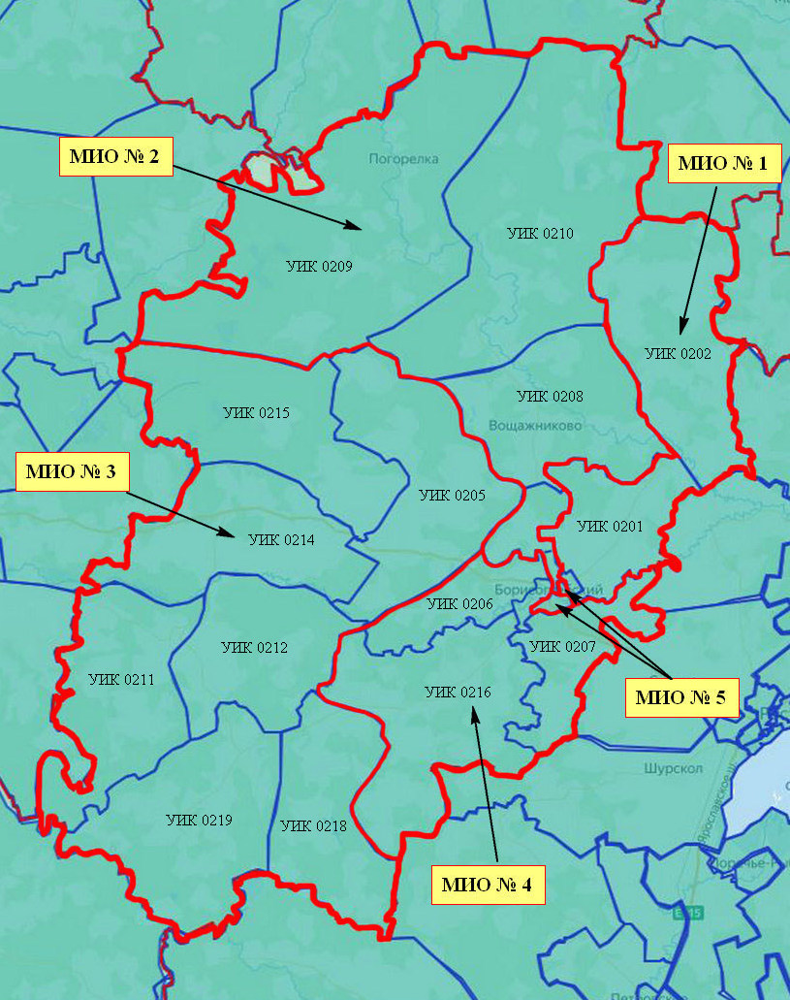 МИО № 2
Погорелка
МИО № 1
УИК 0210
УИК 0209
УИК 0202
УИК 0208
УИК 0215
Вощажниково
МИО № 3
УИК 0205
УИК 0201
УИК 0214
УИК 0206
УИК 0207
УИК 0212
УИК 0211
УИК 0216
МИО № 5
Шурскол
Ярославское ш
УИК 0219
УИК 0218
МИО № 4